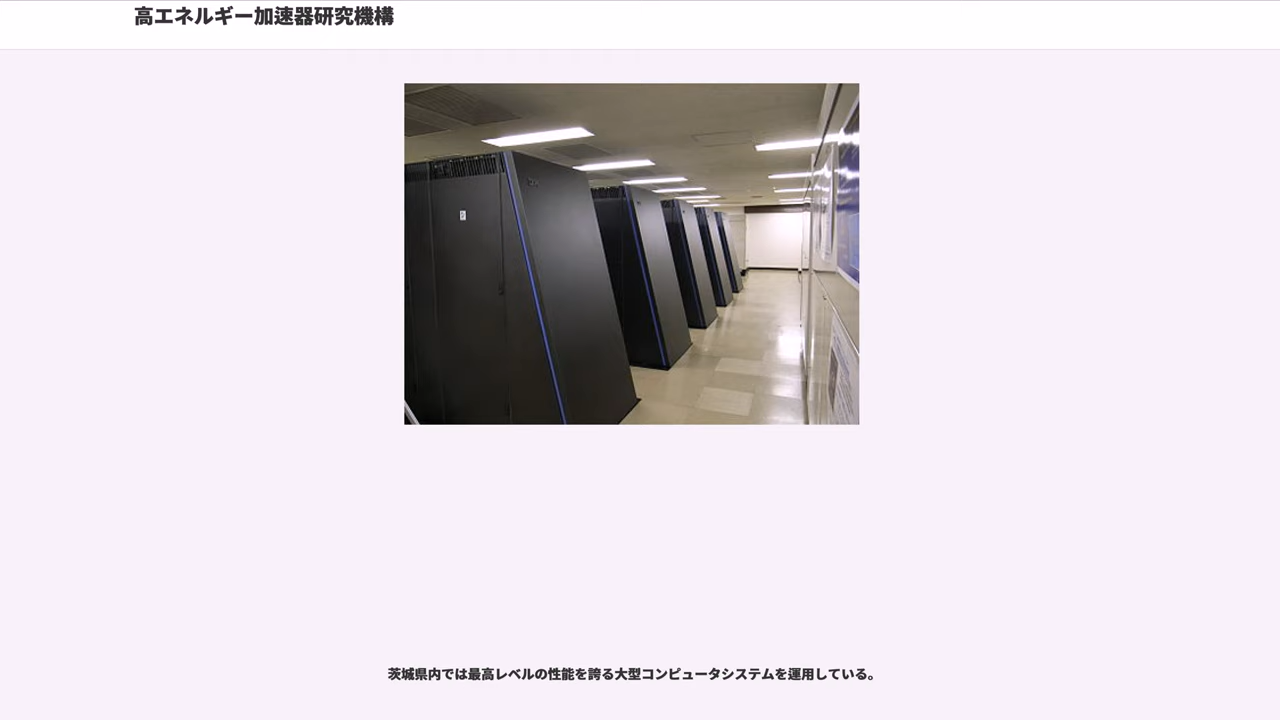 高エネルギー加速器研究機構
茨城県内では最高レベルの性能を誇る大型コンピュータシステムを運用している。